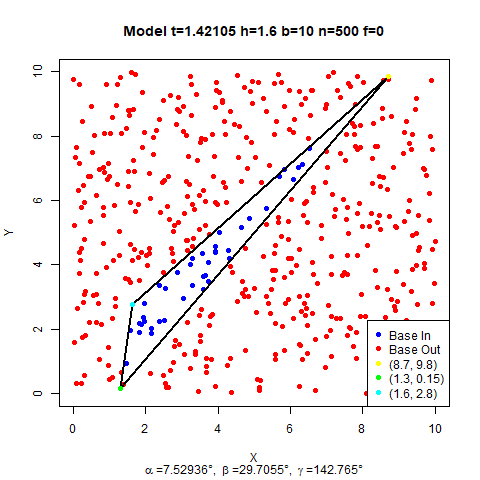 Model t=1.42105 h=1.6 b=10 n=500 f=0
10
8
6
4
2
0
Y
Base In
Base Out
(8.7, 9.8)
(1.3, 0.15)
(1.6, 2.8)
0 2 4 6 8 10
X
α=7.52936°, β=29.7055°, γ=142.765°